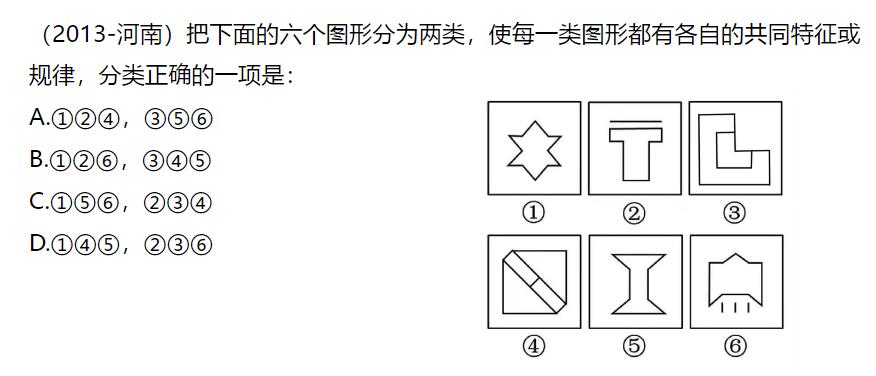 （2013-河南）把下面的六个图形分为两类，使每一类图形都有各自的共同特征或
规律，分类正确的一项是：
A.①②④，③⑤⑥
B.①②⑥，③④⑤
C.①⑤⑥，②③④
D.①④⑤，②③⑥
① ② ③
④ ⑤ ⑥